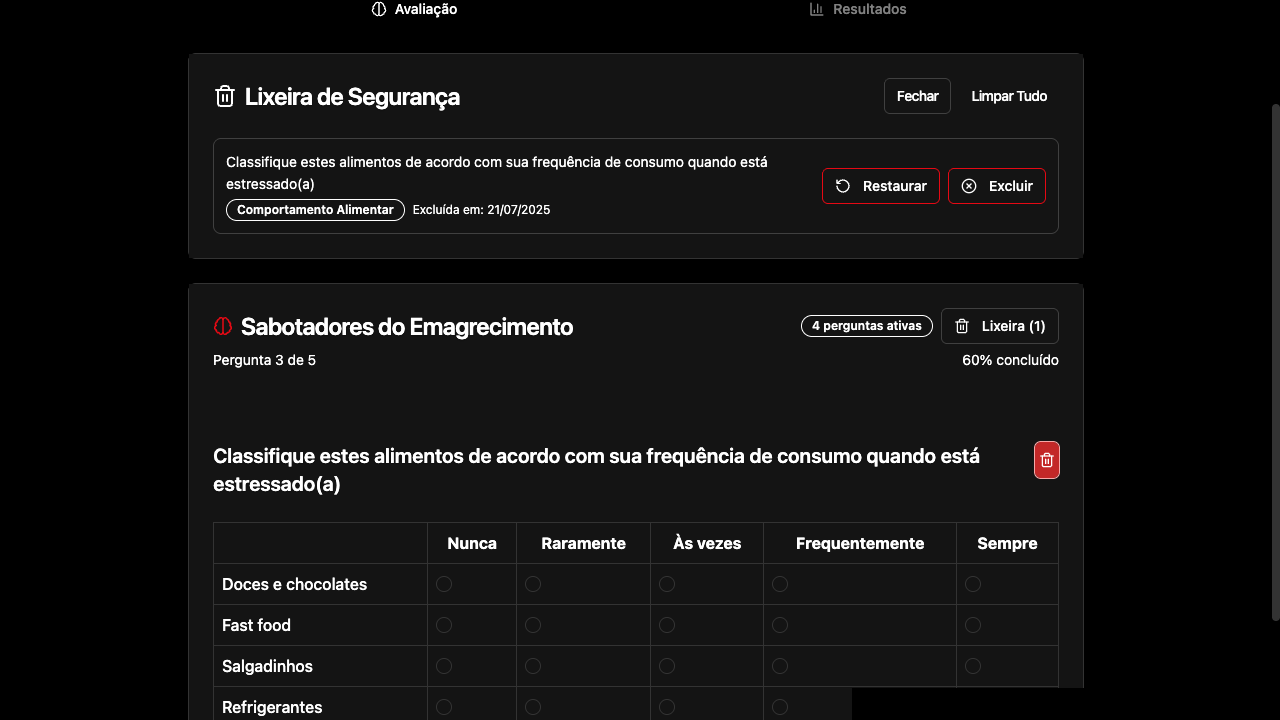 Avaliação
Resultados
Lixeira de Segurança
Fechar
Limpar Tudo
Classifique estes alimentos de acordo com sua frequência de consumo quando está
estressado(a)
Comportamento Alimentar
Excluída em: 21/07/2025
Restaurar
Excluir
Sabotadores do Emagrecimento
4 perguntas ativas
Lixeira (1)
Pergunta 3 de 5
60% concluído
Classifique estes alimentos de acordo com sua frequência de consumo quando está
estressado(a)
Nunca
Raramente
Às vezes
Frequentemente
Sempre
Doces e chocolates
Fast food
Salgadinhos
Refrigerantes